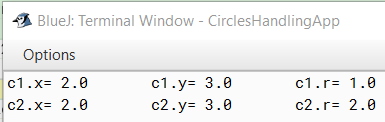 BlueJ: Terminal Window - CirclesHandlingApp
Options
c1.x= 2.0 c1.y= 3.0 c1.r= 1.0
c2.x= 2.0 c2.y= 3.0 c2.r= 2.0